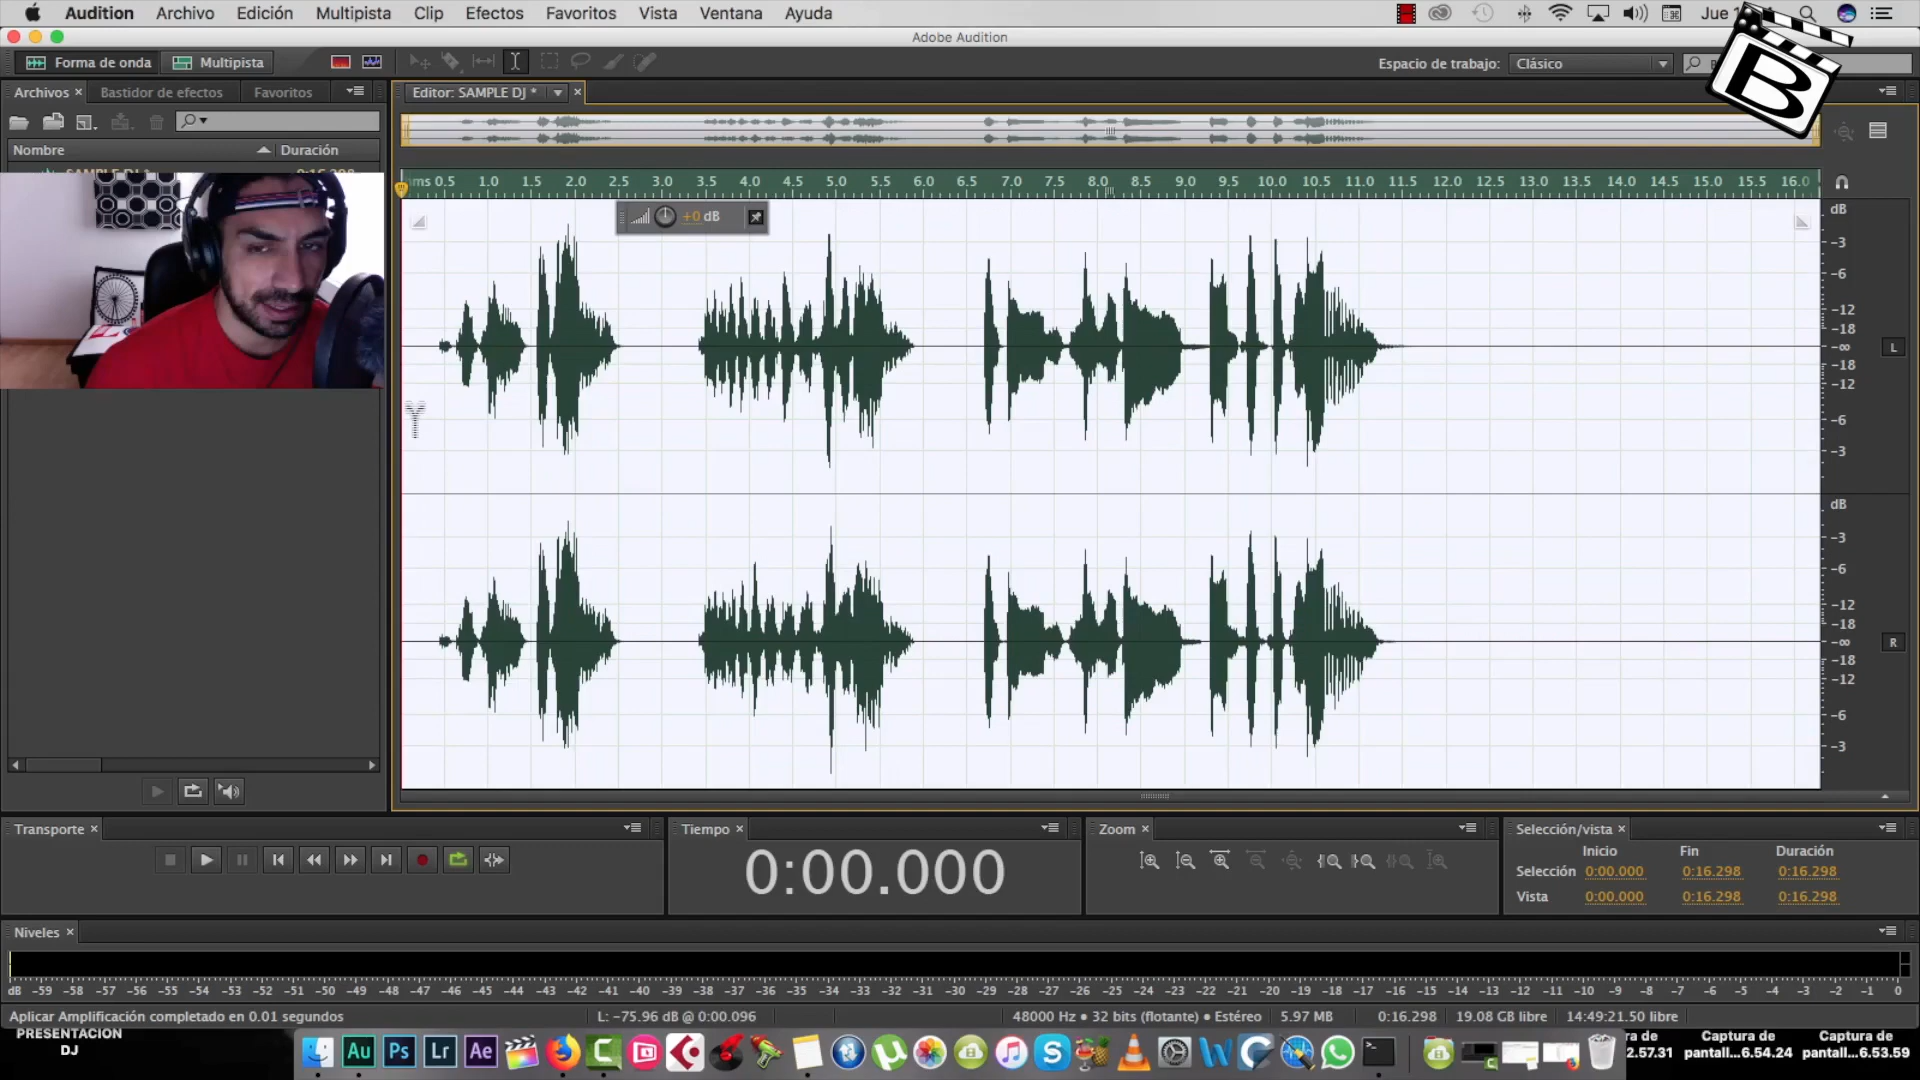 Audition Archivo Edición Multipista Clip Efectos Favoritos Vista Ventana Ayuda Jue
Adobe Audition
Forma de onda Multipista Espacio de trabajo: Clásico
Archivos × Bastidor de efectos Favoritos Editor: SAMPLE DJ * ×
B
Nombre Duración
hms 0.5 1.0 1.5 2.0 2.5 3.0 3.5 4.0 4.5 5.0 5.5 6.0 6.5 7.0 7.5 8.0 8.5 9.0 9.5 10.0 10.5 11.0 11.5 12.0 12.5 13.0 13.5 14.0 14.5 15.0 15.5 16.0
+0 dB
dB
-3
-6
-12
-18
-∞
L
-18
-12
-6
-3
dB
-3
-6
-12
-18
-∞
R
-18
-12
-6
-3
Transporte × Tiempo × Zoom × Selección/vista ×
0:00.000
Inicio Fin Duración
Selección 0:00.000 0:16.298 0:16.298
Vista 0:00.000 0:16.298 0:16.298
Niveles ×
dB -59 -58 -57 -56 -55 -54 -53 -52 -51 -50 -49 -48 -47 -46 -45 -44 -43 -42 -41 -40 -39 -38 -37 -36 -35 -34 -33 -32 -31 -30 -29 -28 -27 -26 -25 -24 -23 -22 -21 -20 -19 -18 -17 -16 -15 -14 -13 -12 -11 -10 -9 -8 -7 -6 -5 -4 -3 -2 -1 0
Aplicar Amplificación completado en 0.01 segundos L: -75.96 dB @ 0:00.096 48000 Hz • 32 bits (flotante) • Estéreo 5.97 MB 0:16.298 19.08 GB libre 14:49:21.50 libre
PRESENTACION
DJ
Au Ps Lr Ae
ra de
2.57.31
Captura de
pantall...6.54.24
Captura de
pantall...6.53.59